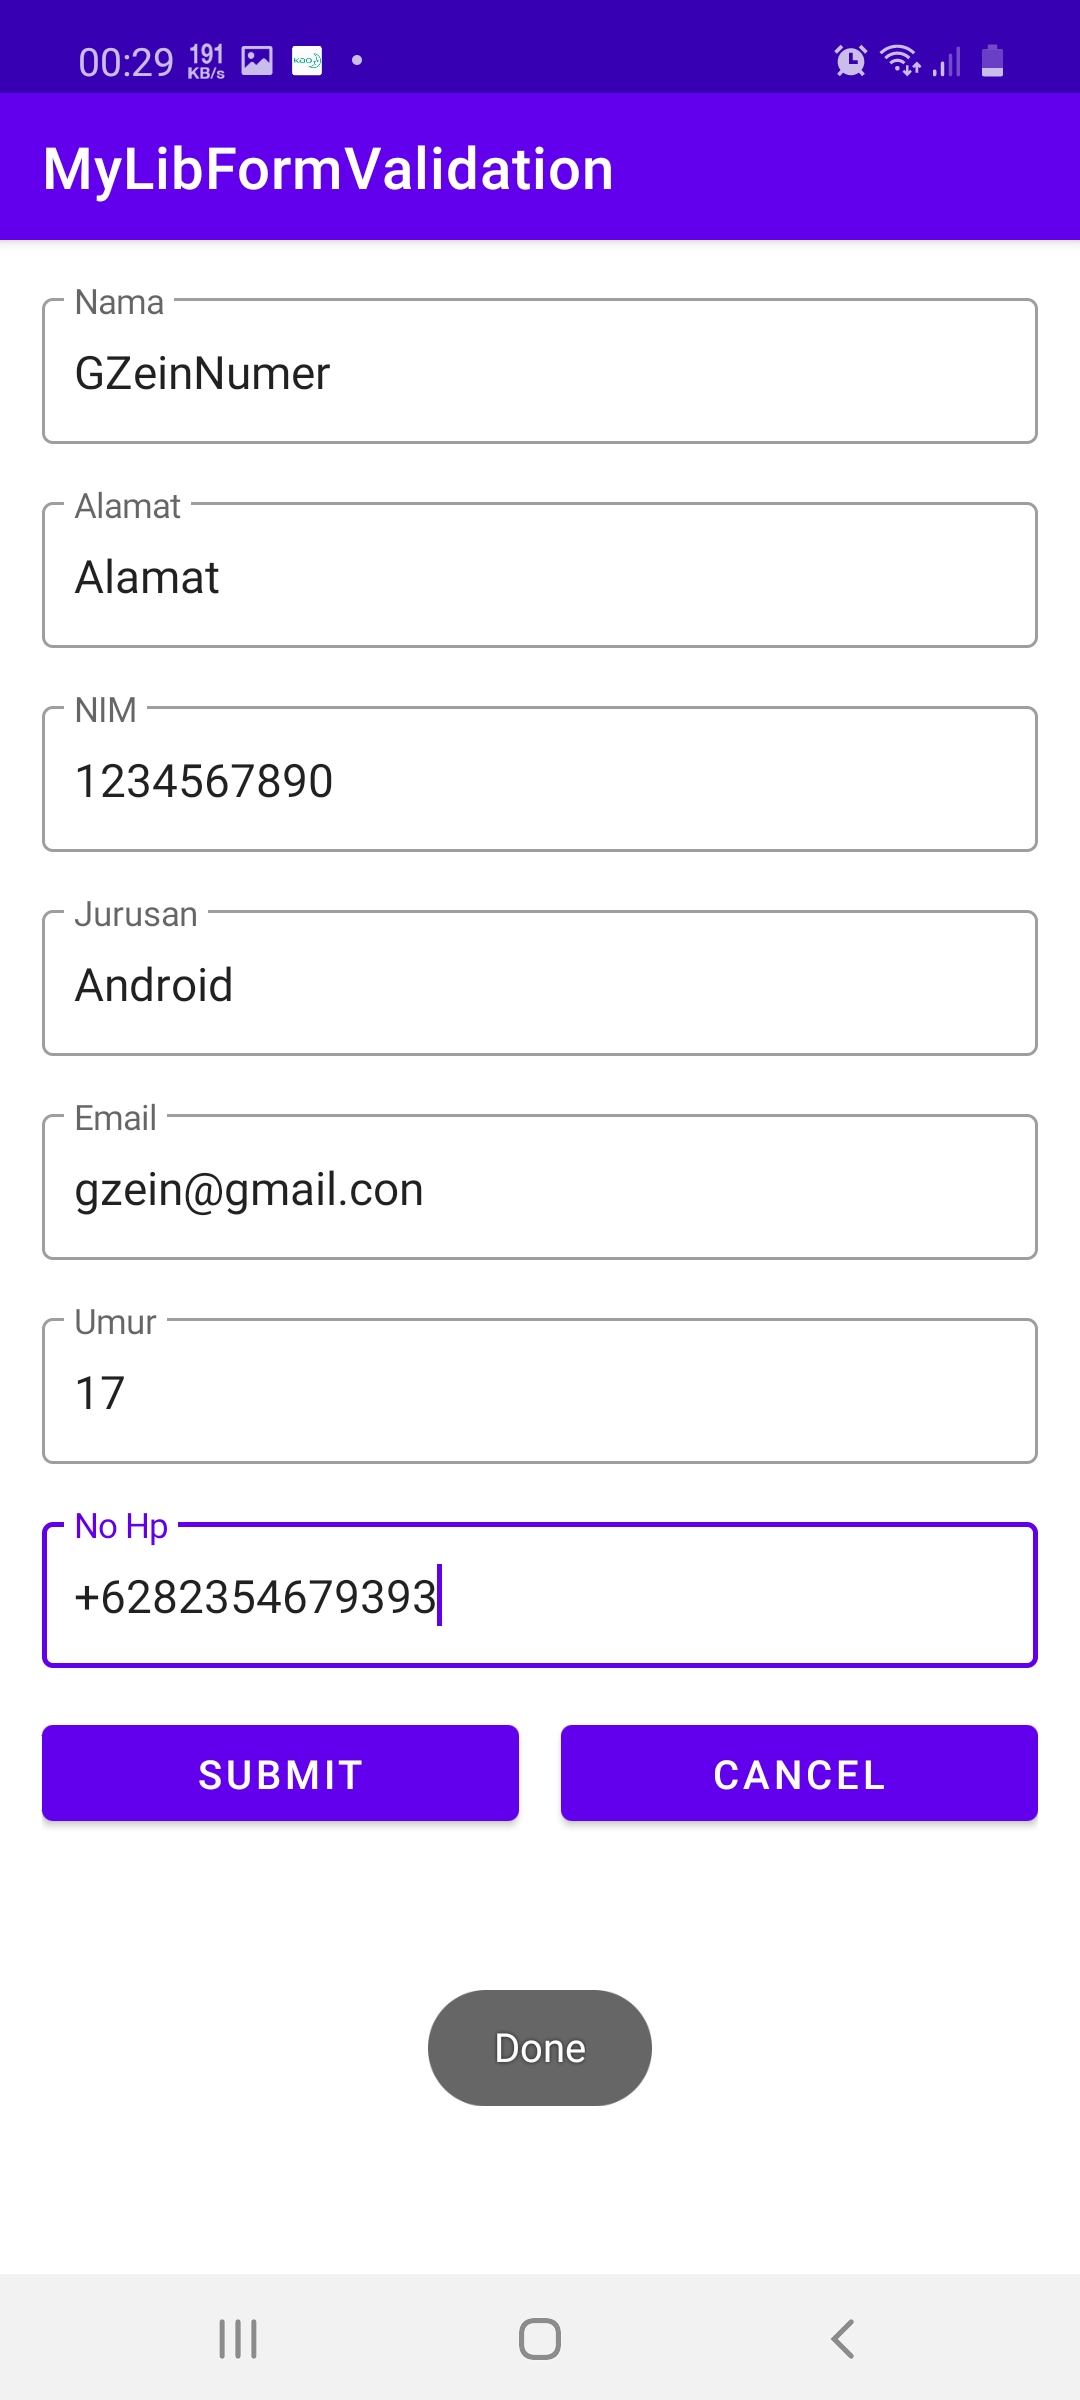 00:29 191 KB/s KAO
MyLibFormValidation
Nama
GZeinNumer
Alamat
Alamat
NIM
1234567890
Jurusan
Android
Email
gzein@gmail.con
Umur
17
No Hp
+6282354679393
SUBMIT CANCEL
Done